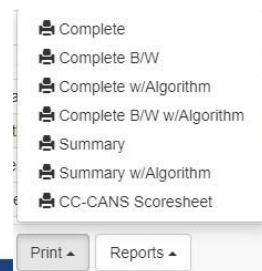 Complete
Complete B/W
Complete w/Algorithm
Complete B/W w/Algorithm
Summary
Summary w/Algorithm
CC-CANS Scoresheet
Print
Reports